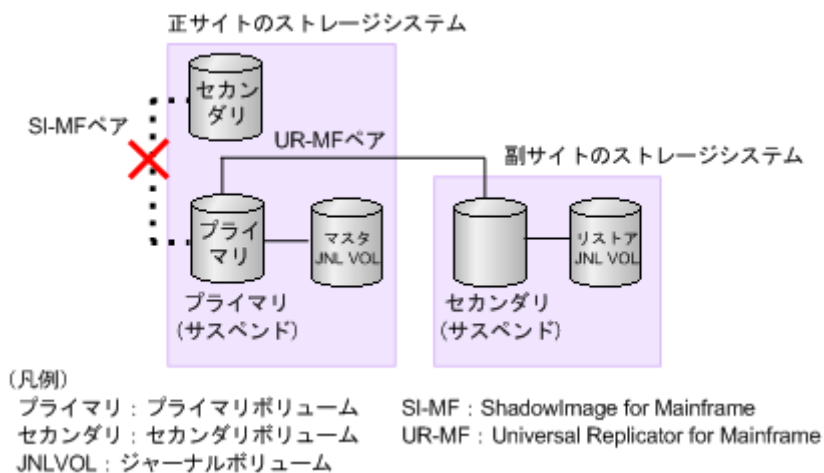 正サイトのストレージシステム
セカン
ダリ
SI-MFペア
UR-MFペア
副サイトのストレージシステム
プライ
マリ
マスタ
JNL VOL
リストア
JNL VOL
プライマリ
(サスペンド)
セカンダリ
(サスペンド)
(凡例)
プライマリ：プライマリボリューム
SI-MF：ShadowImage for Mainframe
セカンダリ：セカンダリボリューム
UR-MF：Universal Replicator for Mainframe
JNLVOL：ジャーナルボリューム